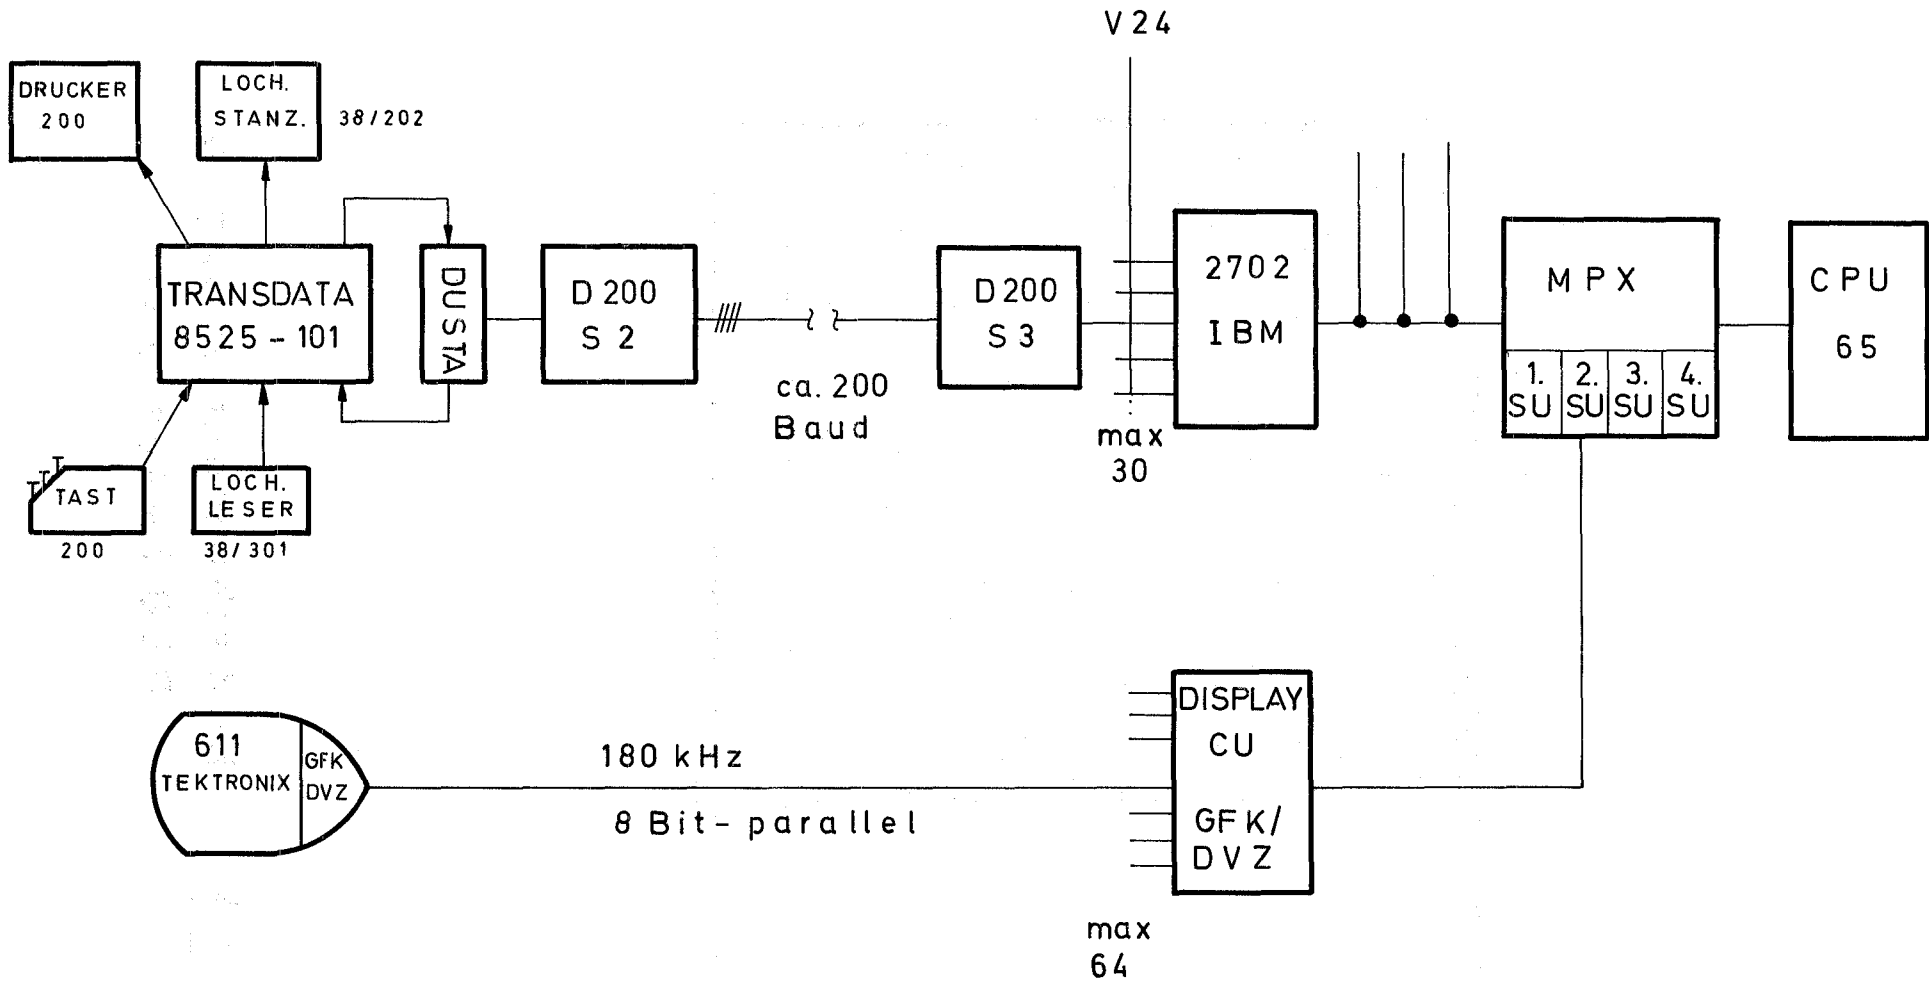 V 24
DRUCKER
200
LOCH.
STANZ.
38/202
TRANSDATA
8525 - 101
DUSTA
D 200
S 2
ca. 200
Baud
D 200
S 3
max
30
2702
IBM
MPX
1.
SU
2.
SU
3.
SU
4.
SU
CPU
65
TAST
200
LOCH.
LESER
38/301
611
TEKTRONIX
GFK
DVZ
180 kHz
8 Bit - parallel
DISPLAY
CU
GFK/
DVZ
max
64